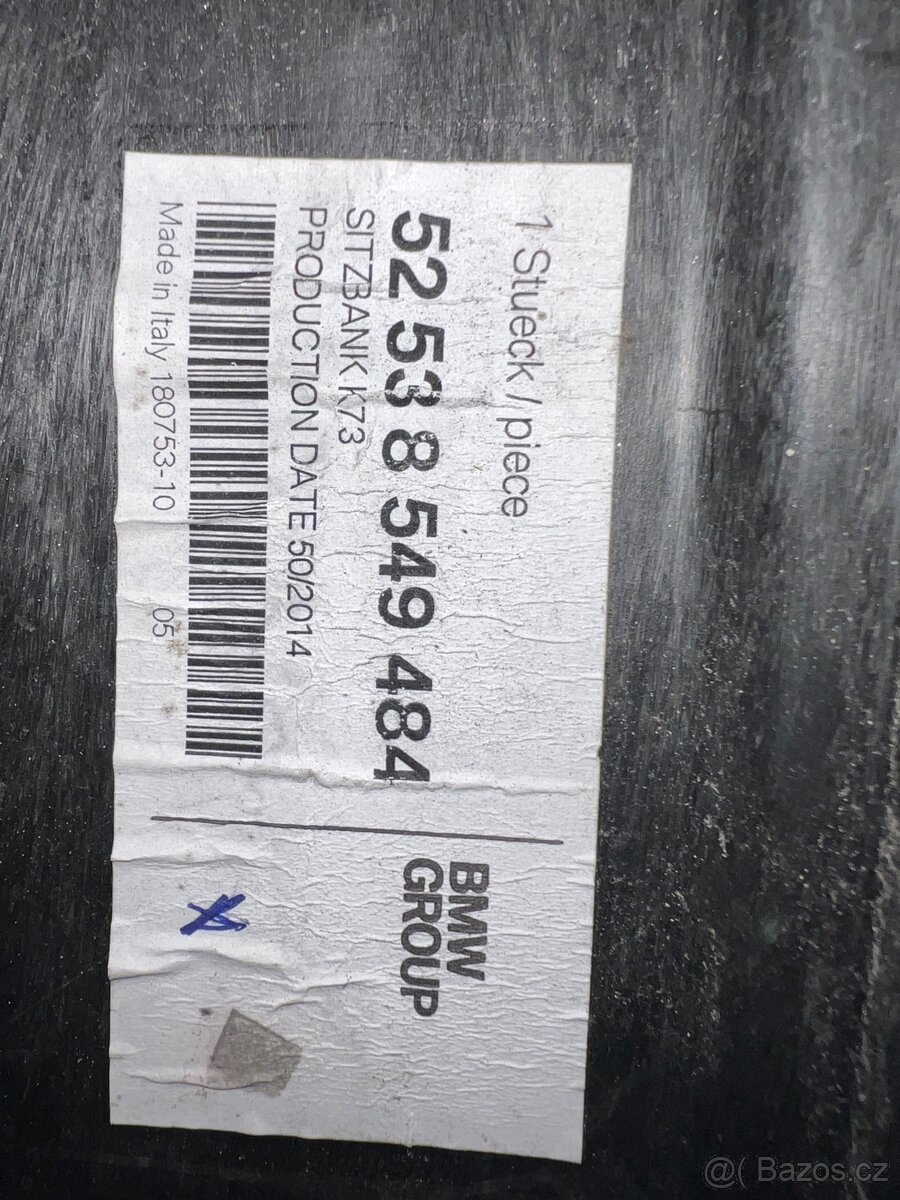 1 Stueck / piece
52 53 8 549 484
SITZBANK K73
PRODUCTION DATE 50/2014
Made in Italy 180753-10 05
BMW
GROUP
@( Bazos.cz